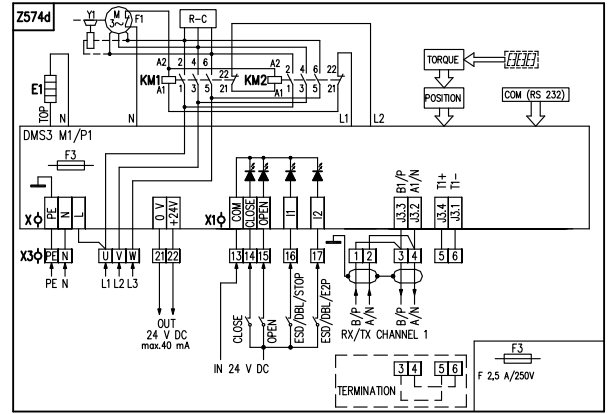 Z574d
Y1 M 3~ F1 R-C
A2 2 4 6 22 A2 2 4 6 22
KM1 KM2
A1 1 3 5 21 A1 1 3 5 21
TORQUE
POSITION COM (RS 232)
E1
TOP N N L1 L2
DMS3 M1/P1
F3
B1/P A1/N T1+ T1-
X PE N L 0 V +24V X1 COM CLOSE OPEN I1 I2 J3.3 J3.2 J3.4 J3.1
X3 PE N U V W 21 22 13 14 15 16 17 1 2 3 4 5 6
PE N L1 L2 L3
OUT
24 V DC
max.40 mA
CLOSE OPEN ESD/DBL/STOP ESD/DBL/E2P
IN 24 V DC
B/P A/N B/P A/N
RX/TX CHANNEL 1
3 4 5 6
TERMINATION
F3
F 2,5 A/250V